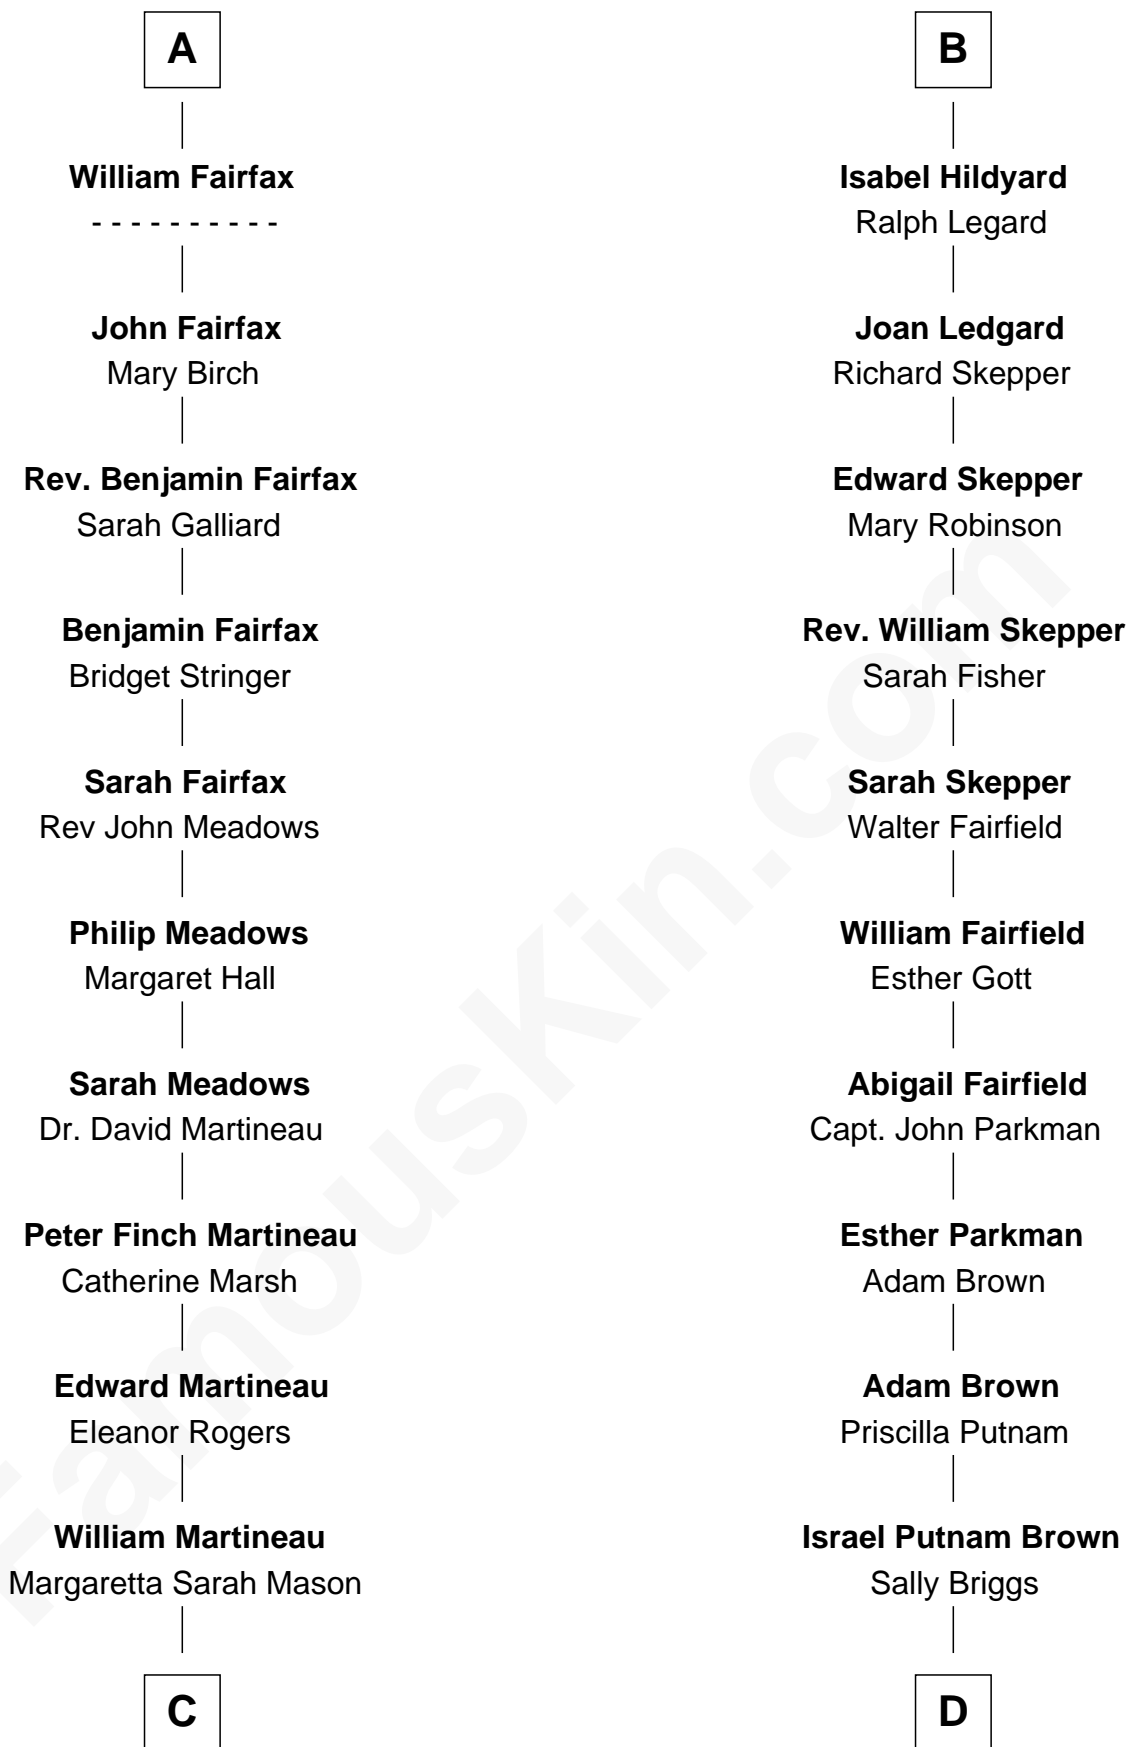 A
William Fairfax
- - - - - - - - - -
John Fairfax
Mary Birch
Rev. Benjamin Fairfax
Sarah Galliard
Benjamin Fairfax
Bridget Stringer
Sarah Fairfax
Rev John Meadows
Philip Meadows
Margaret Hall
Sarah Meadows
Dr. David Martineau
Peter Finch Martineau
Catherine Marsh
Edward Martineau
Eleanor Rogers
William Martineau
Margaretta Sarah Mason
C
B
Isabel Hildyard
Ralph Legard
Joan Ledgard
Richard Skepper
Edward Skepper
Mary Robinson
Rev. William Skepper
Sarah Fisher
Sarah Skepper
Walter Fairfield
William Fairfield
Esther Gott
Abigail Fairfield
Capt. John Parkman
Esther Parkman
Adam Brown
Adam Brown
Priscilla Putnam
Israel Putnam Brown
Sally Briggs
D
FamousKin.com